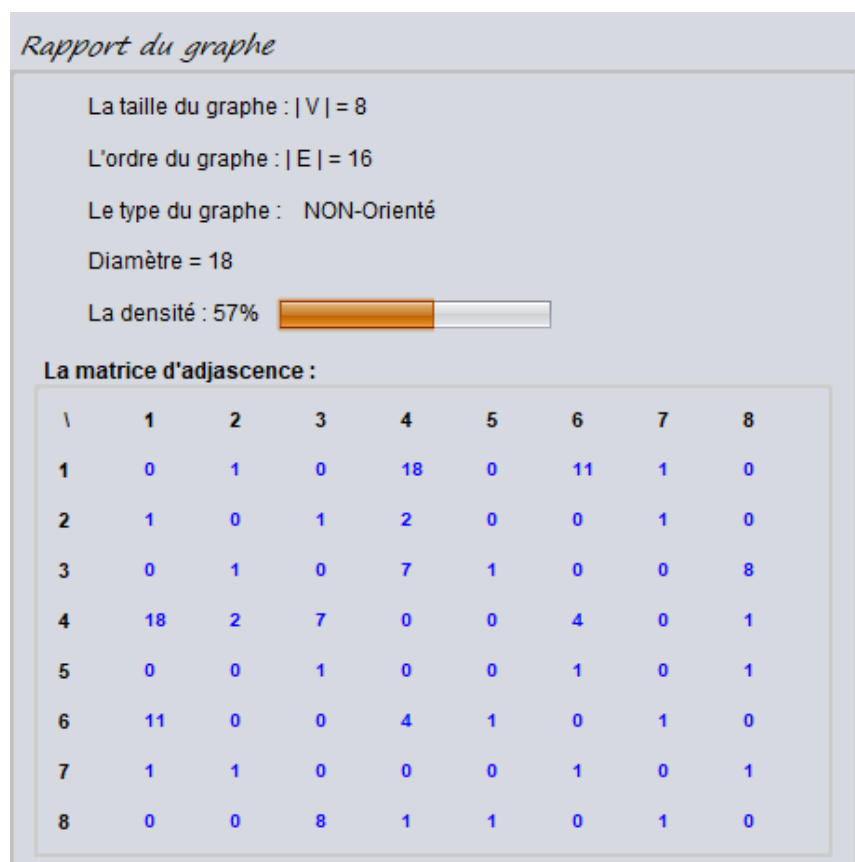 Rapport du graphe
La taille du graphe : | V | = 8
L'ordre du graphe : | E | = 16
Le type du graphe : NON-Orienté
Diamètre = 18
La densité : 57%
La matrice d'adjascence :
\ 1 2 3 4 5 6 7 8
1 0 1 0 18 0 11 1 0
2 1 0 1 2 0 0 1 0
3 0 1 0 7 1 0 0 8
4 18 2 7 0 0 4 0 1
5 0 0 1 0 0 1 0 1
6 11 0 0 4 1 0 1 0
7 1 1 0 0 0 1 0 1
8 0 0 8 1 1 0 1 0